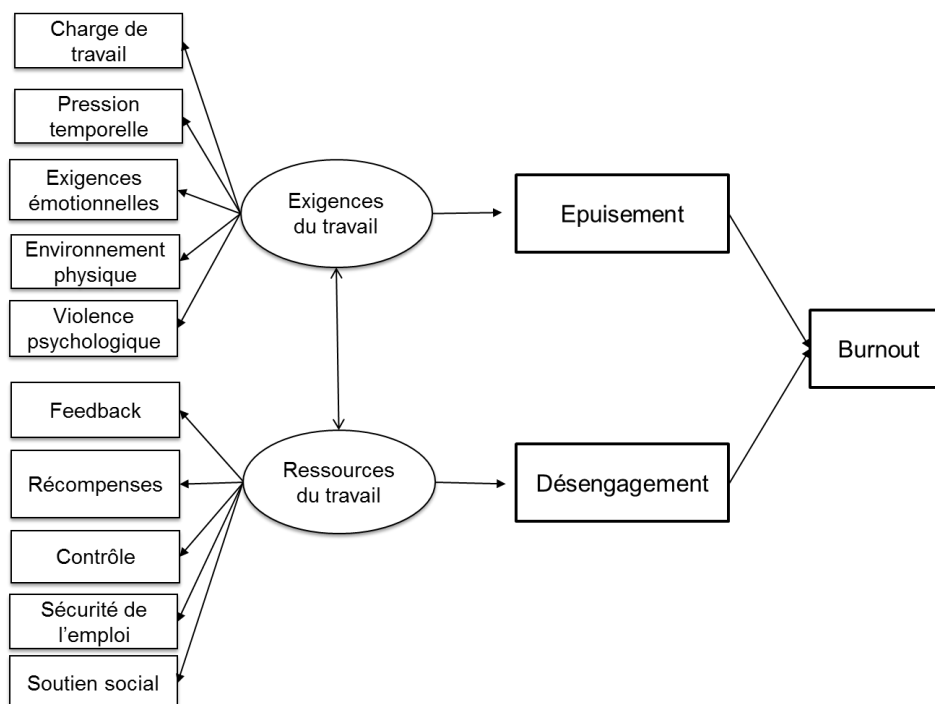 Charge de
travail
Pression
temporelle
Exigences
émotionnelles
Environnement
physique
Violence
psychologique
Feedback
Récompenses
Contrôle
Sécurité de
l'emploi
Soutien social
Exigences
du travail
Ressources
du travail
Epuisement
Désengagement
Burnout